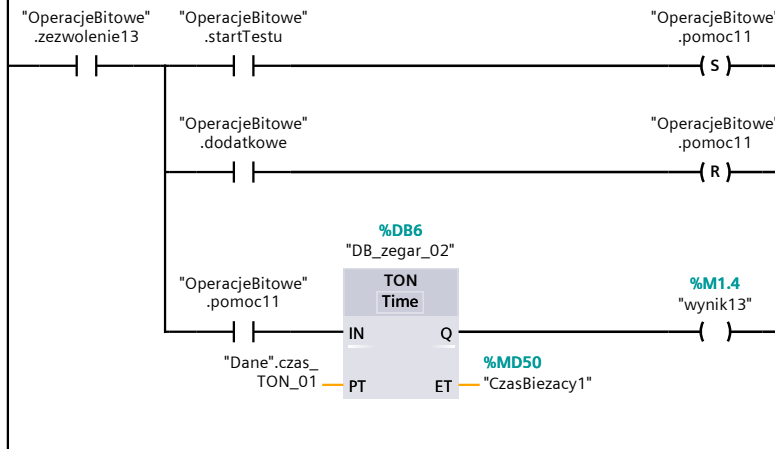 "OperacjeBitowe"
.zezwolenie13
"OperacjeBitowe"
.startTestu
"OperacjeBitowe"
.pomoc11
S
"OperacjeBitowe"
.dodatkowe
"OperacjeBitowe"
.pomoc11
R
%DB6
"DB_zegar_02"
TON
Time
"OperacjeBitowe"
.pomoc11
IN
Q
%M1.4
"wynik13"
"Dane".czas_
TON_01
PT
ET
%MD50
"CzasBiezacy1"